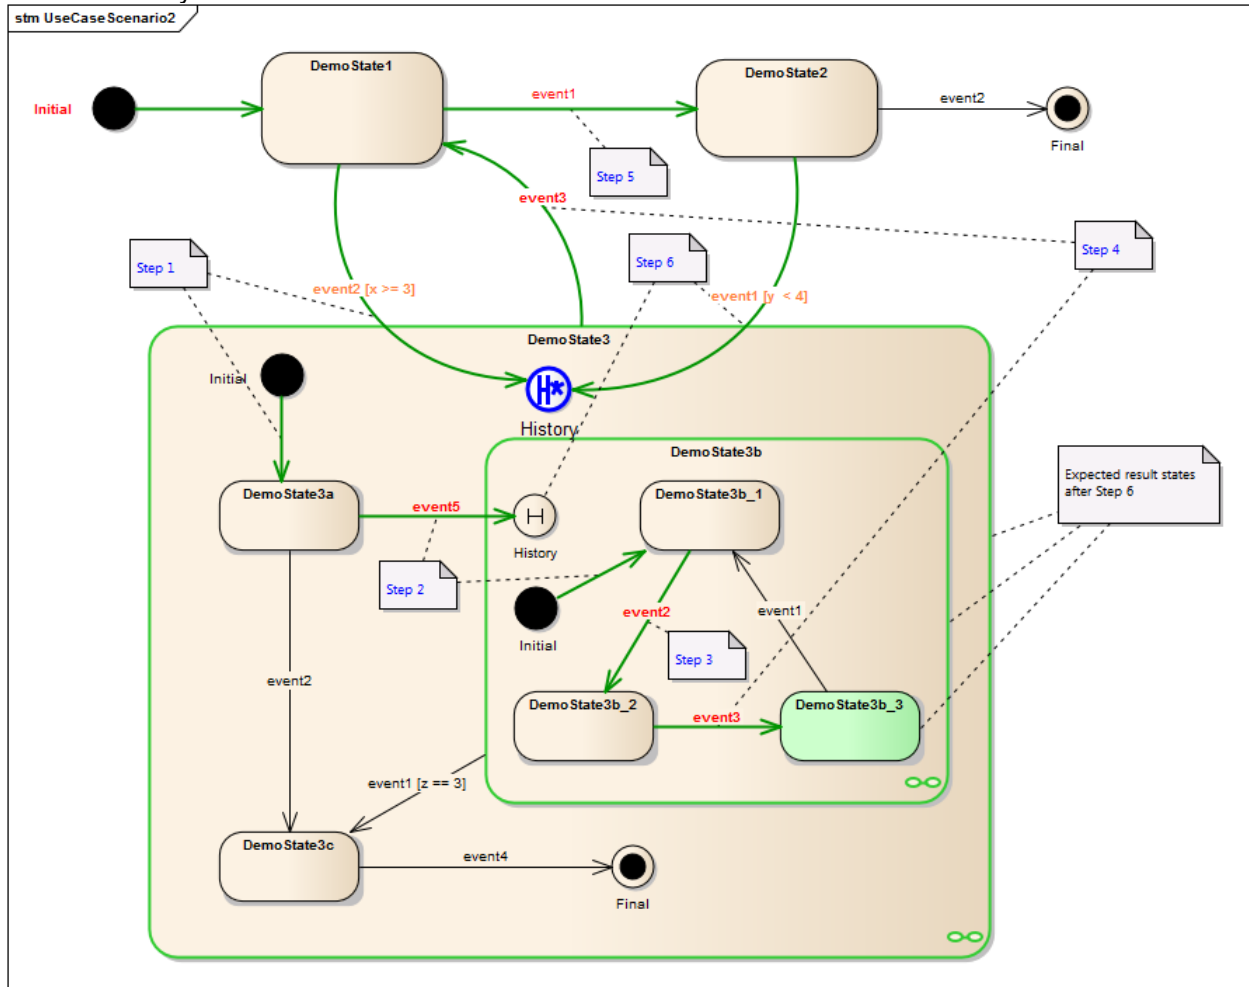 stm UseCaseScenario2
Initial
DemoState1
event1
DemoState2
event2
Final
Step 5
event3
Step 1
Step 6
Step 4
event2 [x >= 3]
event1 [y < 4]
DemoState3
Initial
H*
History
DemoState3b
DemoState3a
event5
H
History
DemoState3b_1
Expected result states
after Step 6
Step 2
Initial
event2
event1
Step 3
event2
DemoState3b_2
event3
DemoState3b_3
event1 [z == 3]
DemoState3c
event4
Final